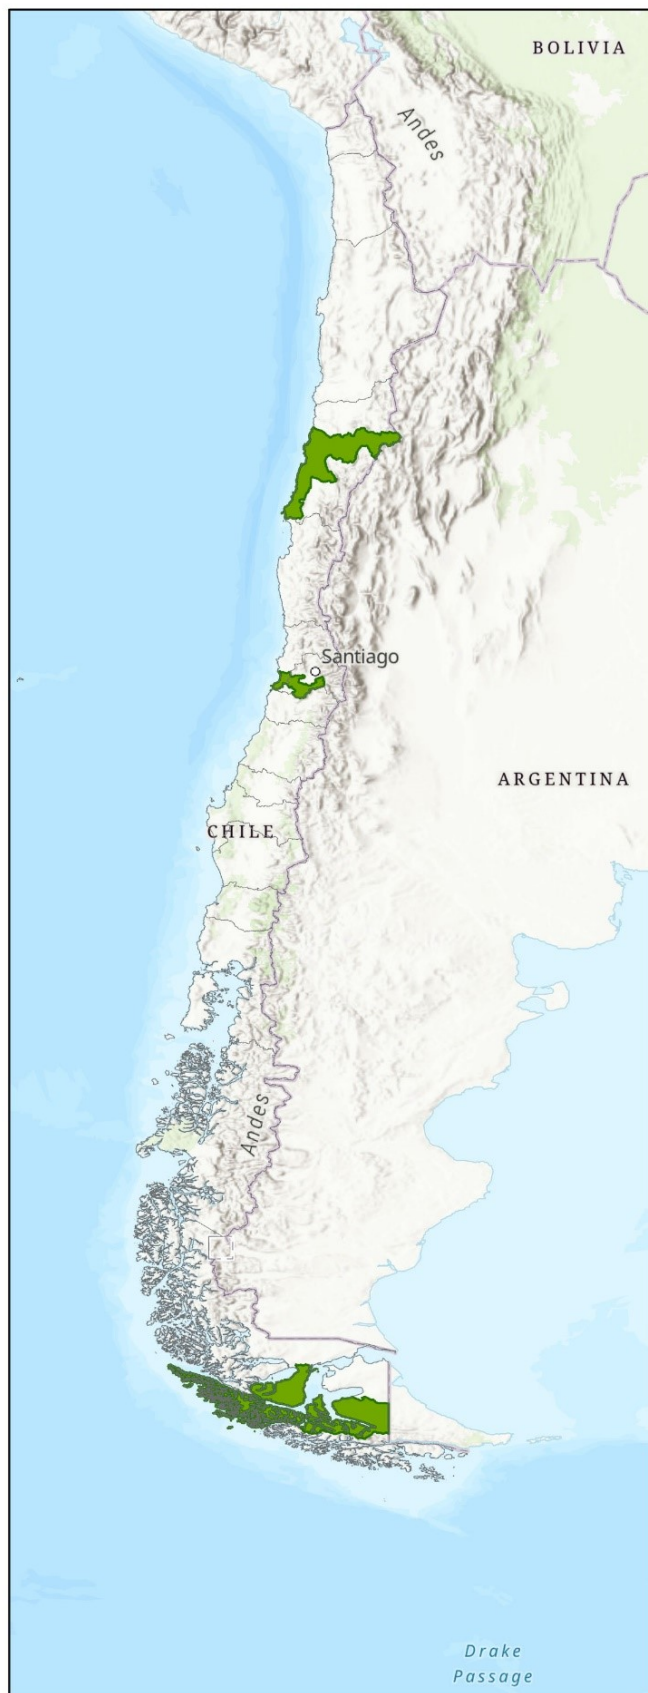 BOLIVIA
Andes
Santiago
ARGENTINA
CHILE
Andes
Drake
Passage